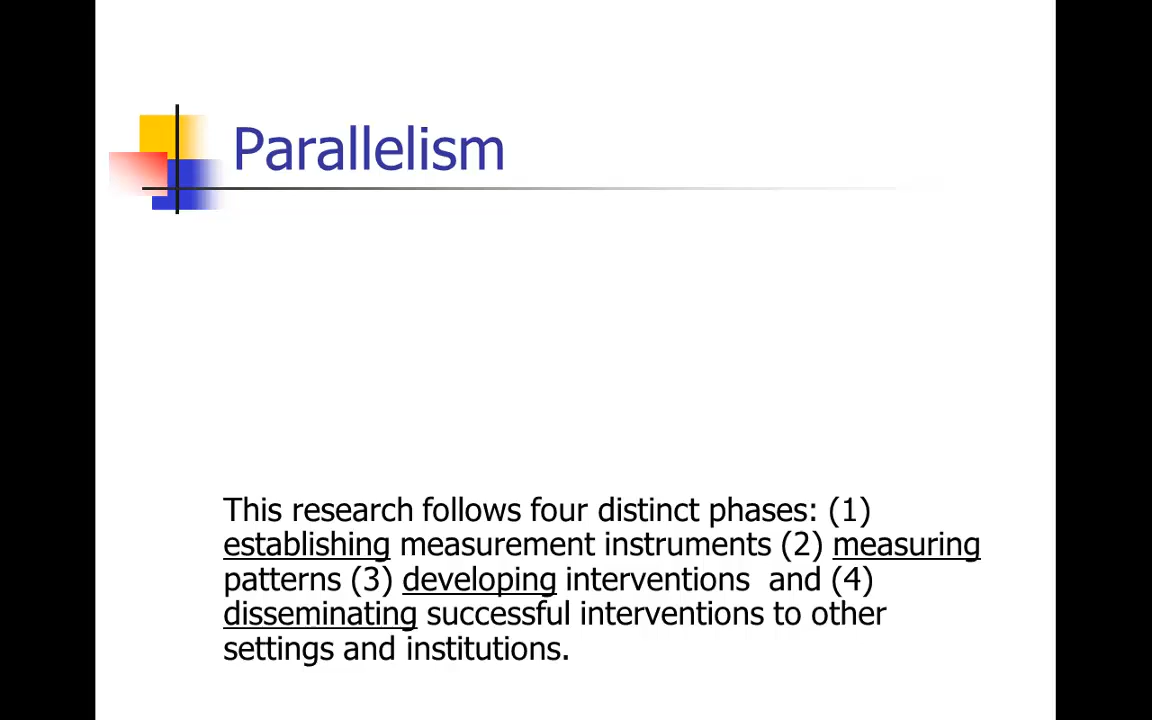 Parallelism
This research follows four distinct phases: (1)
establishing measurement instruments (2) measuring
patterns (3) developing interventions  and (4)
disseminating successful interventions to other
settings and institutions.